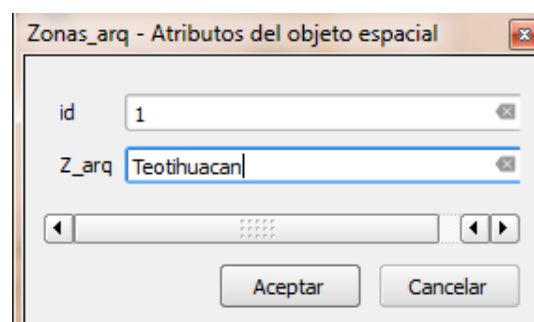 Zonas_arq - Atributos del objeto espacial
id 1
Z_arq Teotihuacan
Aceptar Cancelar